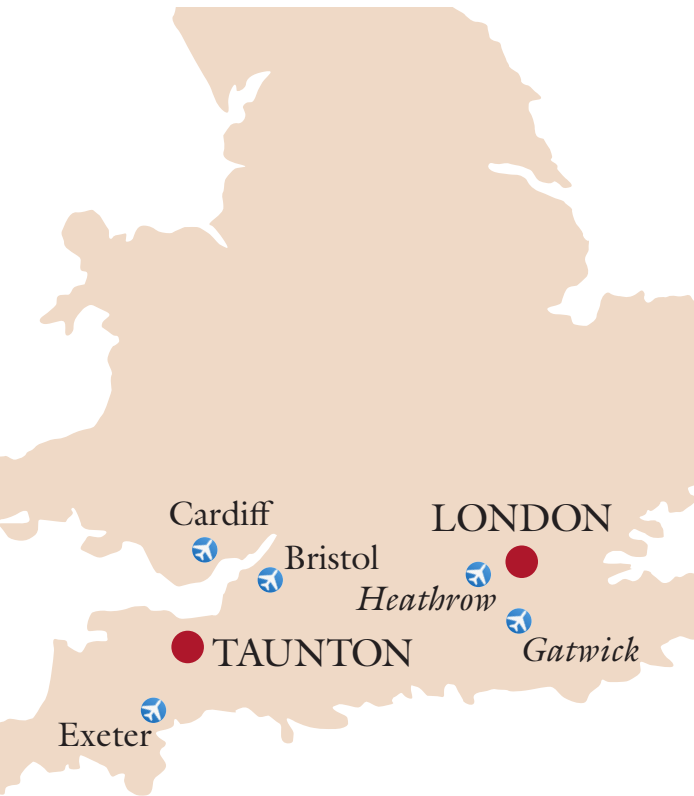 Cardiff
LONDON
Bristol
Heathrow
TAUNTON
Gatwick
Exeter